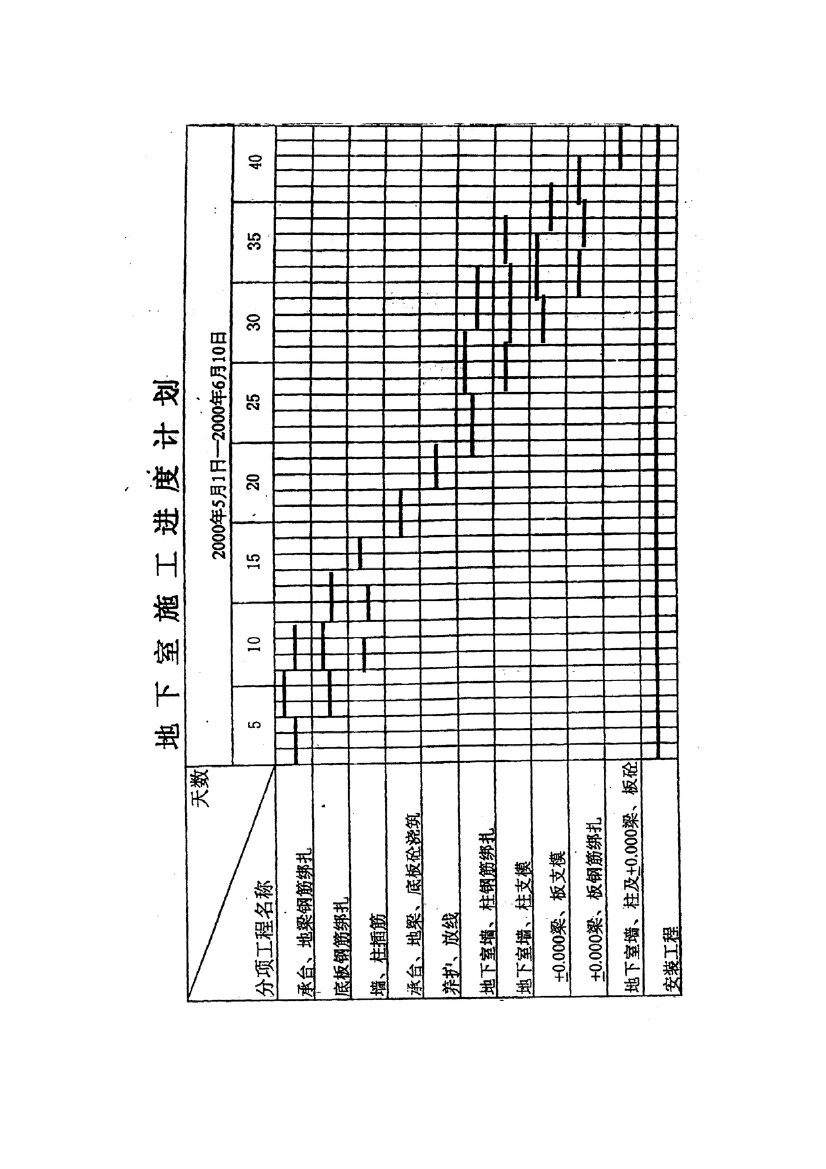 地下室施工进度计划
天数
分项工程名称
2000年5月1日—2000年6月10日
5 10 15 20 25 30 35 40
承台、地梁钢筋绑扎
底板钢筋绑扎
墙、柱插筋
承台、地梁、底板砼浇筑
养护、放线
地下室墙、柱钢筋绑扎
地下室墙、柱支模
±0.000梁、板支模
±0.000梁、板钢筋绑扎
地下室墙、柱及±0.000梁、板砼
安装工程